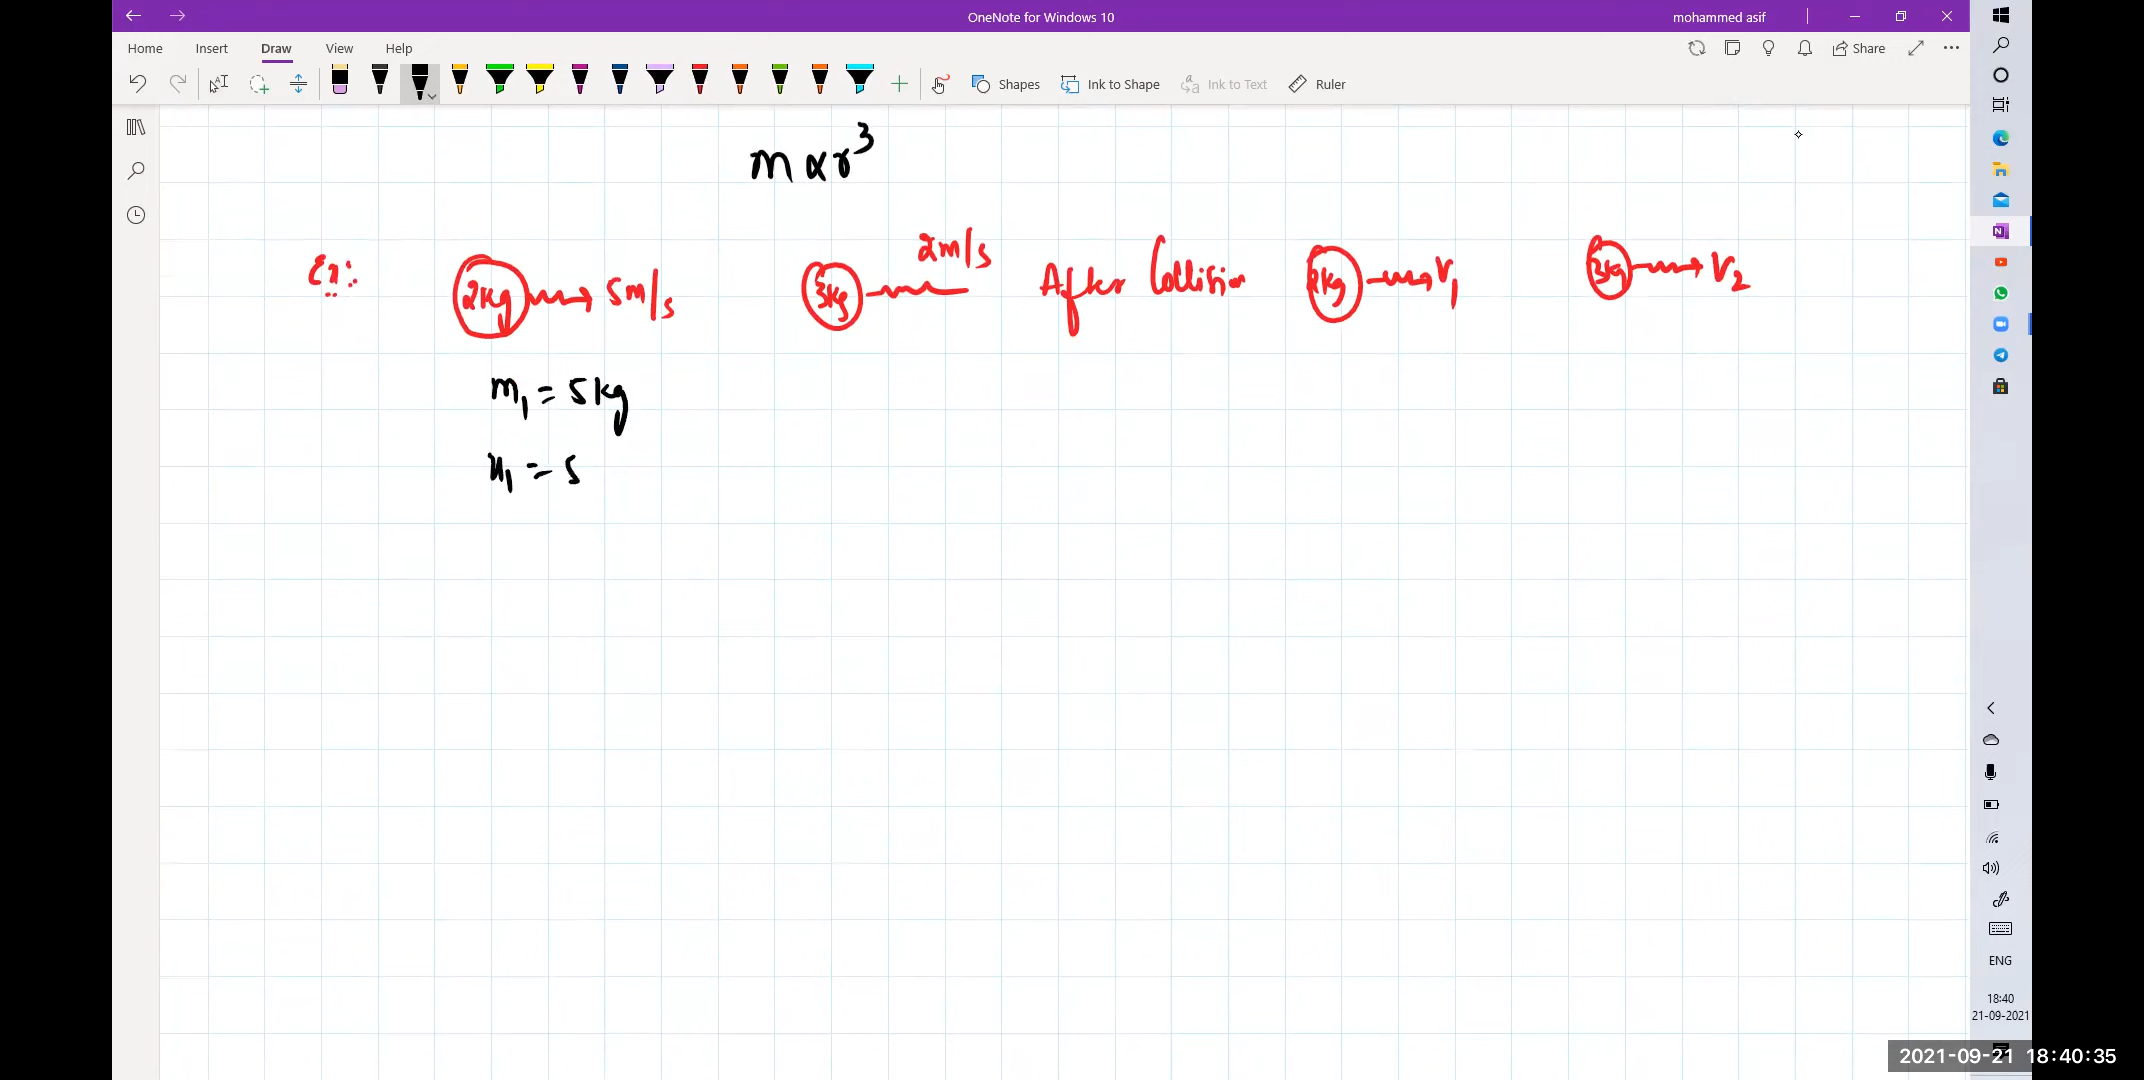 OneNote for Windows 10
mohammed asif
Home Insert Draw View Help
Share
Shapes Ink to Shape Ink to Text Ruler
m ∝ r³
Ex:
2kg → 5m/s 3kg 2m/s After Collision 2kg → V₁ 3kg → V₂
m₁ = 5kg
u₁ = 5
ENG
18:40
21-09-2021
2021-09-21 18:40:35